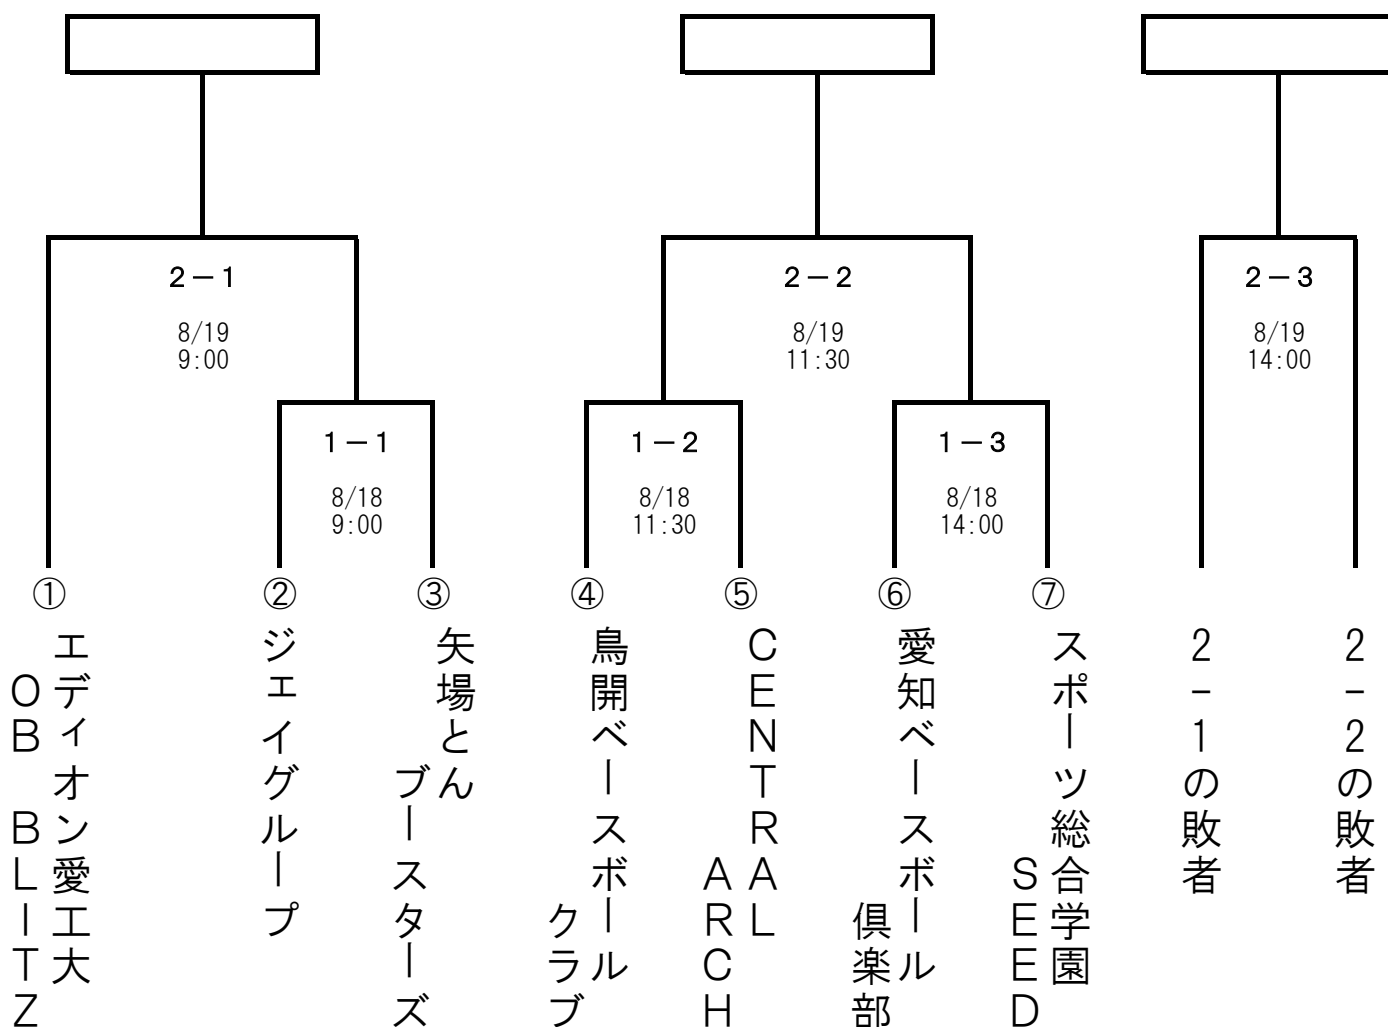 2－1
8/19
9:00
2－2
8/19
11:30
2－3
8/19
14:00
1－1
8/18
9:00
1－2
8/18
11:30
1－3
8/18
14:00
①
エディオン愛工大
OB BLITZ
②
ジェイグループ
③
矢場とん
ブースターズ
④
鳥開ベースボール
クラブ
⑤
CENTRAL
ARCH
⑥
愛知ベースボール
倶楽部
⑦
スポーツ総合学園
SEED
2-1の敗者
2-2の敗者